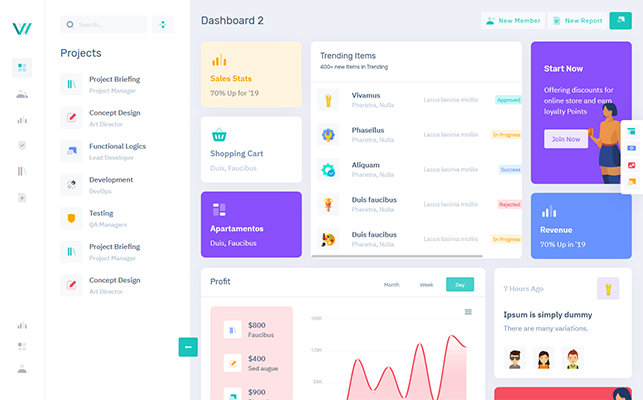 Search...
Projects
Project Briefing
Project Manager
Concept Design
Art Director
Functional Logics
Lead Developer
Development
DevOps
Testing
QA Managers
Project Briefing
Project Manager
Concept Design
Art Director
Dashboard 2
New Member
New Report
Sales Stats
70% Up for '19
Shopping Cart
Duis, Faucibus
Apartamentos
Duis, Faucibus
Trending Items
400+ new Items in Trending
Vivamus
Pharetra, Nulla
Lacus lacinia mollis
Approved
Phasellus
Pharetra, Nulla
Lacus lacinia mollis
In Progress
Aliquam
Pharetra, Nulla
Lacus lacinia mollis
Success
Duis faucibus
Pharetra, Nulla
Lacus lacinia mollis
Rejected
Duis faucibus
Pharetra, Nulla
Lacus lacinia mollis
In Progress
Start Now
Offering discounts for
online store and earn
loyalty Points
Join Now
Revenue
70% Up in '19
Profit
Month
Week
Day
$800
Faucibus
$400
Sed augue
$900
7 Hours Ago
Ipsum is simply dummy
There are many variations.